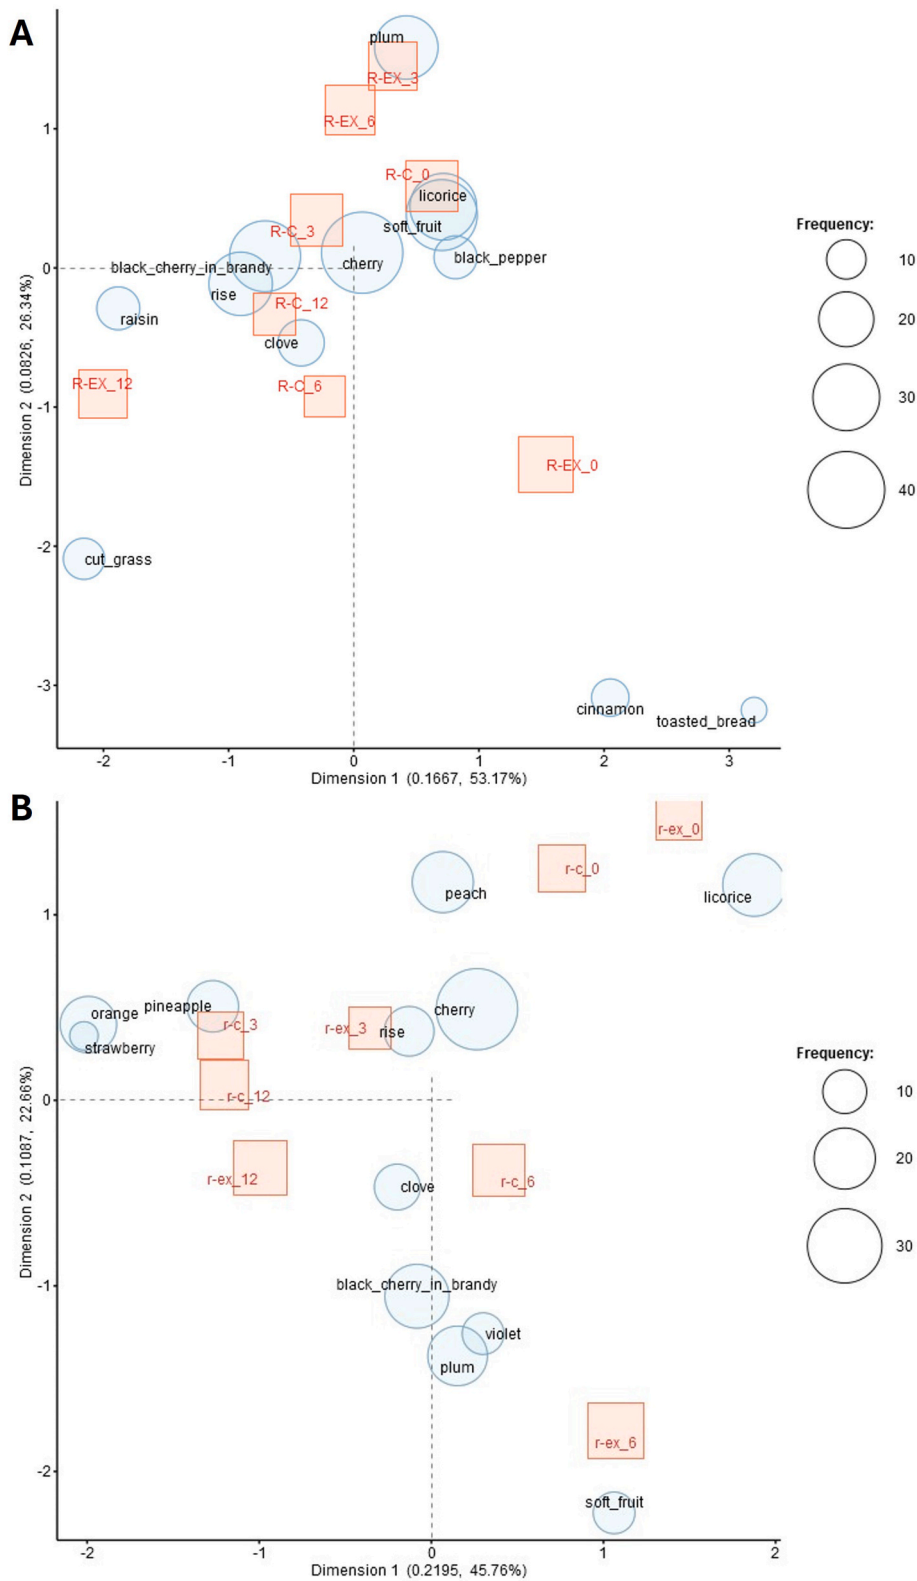 A
plum
R-EX_3
R-EX_6
1
R-C_0
licorice
R-C_3
soft_fruit
Frequency:
black_pepper
10
cherry
black_cherry_in_brandy
0
rise
R-C_12
raisin
20
clove
R-EX_12
R-C_6
30
-1
R-EX_0
40
-2
cut_grass
-3
cinnamon
toasted_bread
Dimension 2 (0.0826, 26.34%)
-2 -1 0 1 2 3
Dimension 1 (0.1667, 53.17%)
B
r-ex_0
r-c_0
peach
licorice
1
orange pineapple
cherry
r-c_3
r-ex_3 rise
strawberry
Frequency:
10
0
r-c_12
20
r-ex_12
clove
r-c_6
30
-1
black_cherry_in_brandy
violet
plum
r-ex_6
-2
soft_fruit
Dimension 2 (0.1087, 22.66%)
-2 -1 0 1 2
Dimension 1 (0.2195, 45.76%)